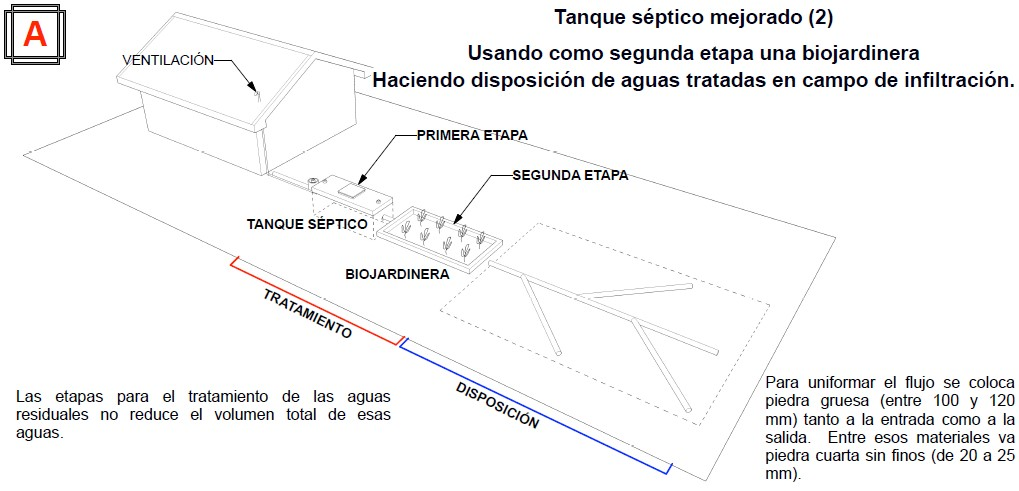 A
Tanque séptico mejorado (2)
Usando como segunda etapa una biojardinera
Haciendo disposición de aguas tratadas en campo de infiltración.
VENTILACIÓN
PRIMERA ETAPA
SEGUNDA ETAPA
TANQUE SÉPTICO
BIOJARDINERA
TRATAMIENTO
DISPOSICIÓN
Las etapas para el tratamiento de las aguas
residuales no reduce el volumen total de esas
aguas.
Para uniformar el flujo se coloca
piedra gruesa (entre 100 y 120
mm) tanto a la entrada como a la
salida. Entre esos materiales va
piedra cuarta sin finos (de 20 a 25
mm).